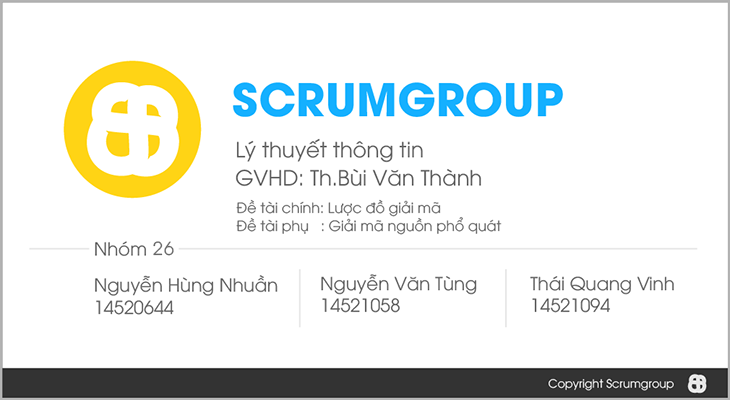 SCRUMGROUP
Lý thuyết thông tin
GVHD: Th.Bùi Văn Thành
Đề tài chính: Lược đồ giải mã
Đề tài phụ : Giải mã nguồn phổ quát
Nhóm 26
Nguyễn Hùng Nhuần
14520644
Nguyễn Văn Tùng
14521058
Thái Quang Vinh
14521094
Copyright Scrumgroup